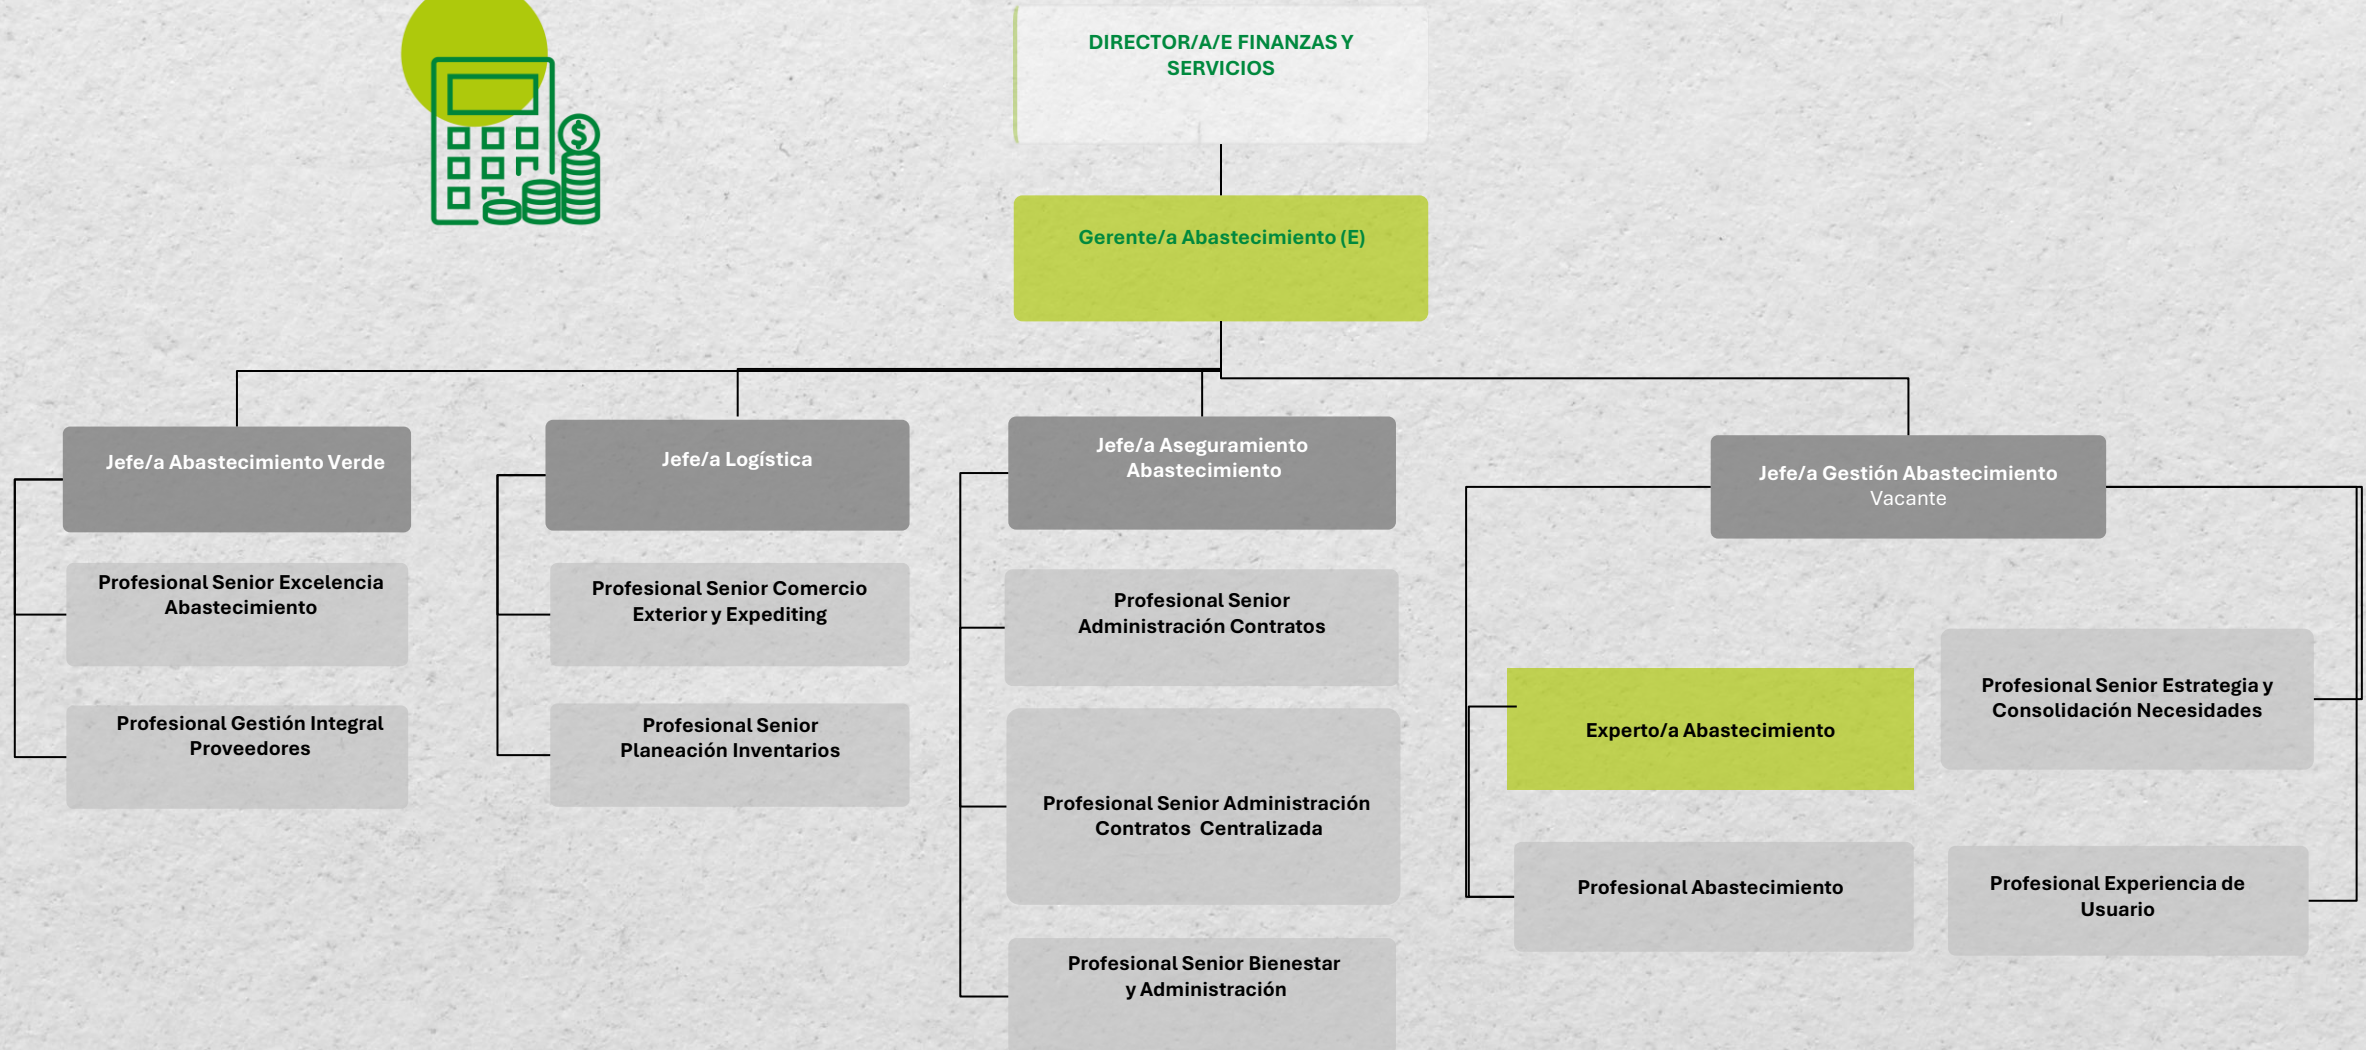 DIRECTOR/A/E FINANZAS Y
SERVICIOS
$
Gerente/a Abastecimiento (E)
Jefe/a Abastecimiento Verde
Profesional Senior Excelencia
Abastecimiento
Profesional Gestión Integral
Proveedores
Jefe/a Logística
Profesional Senior Comercio
Exterior y Expediting
Profesional Senior
Planeación Inventarios
Jefe/a Aseguramiento
Abastecimiento
Profesional Senior
Administración Contratos
Profesional Senior Administración
Contratos Centralizada
Profesional Senior Bienestar
y Administración
Jefe/a Gestión Abastecimiento
Vacante
Experto/a Abastecimiento
Profesional Abastecimiento
Profesional Senior Estrategia y
Consolidación Necesidades
Profesional Experiencia de
Usuario